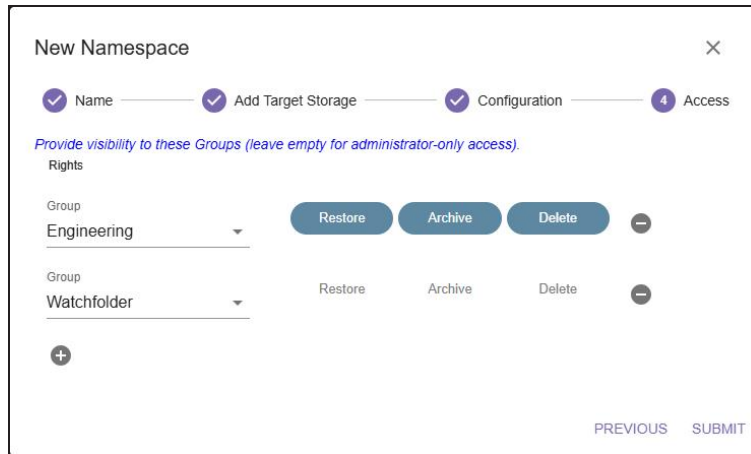 New Namespace
Name Add Target Storage Configuration 4 Access
Provide visibility to these Groups (leave empty for administrator-only access).
Rights
Group
Engineering Restore Archive Delete
Group
Watchfolder Restore Archive Delete
PREVIOUS SUBMIT